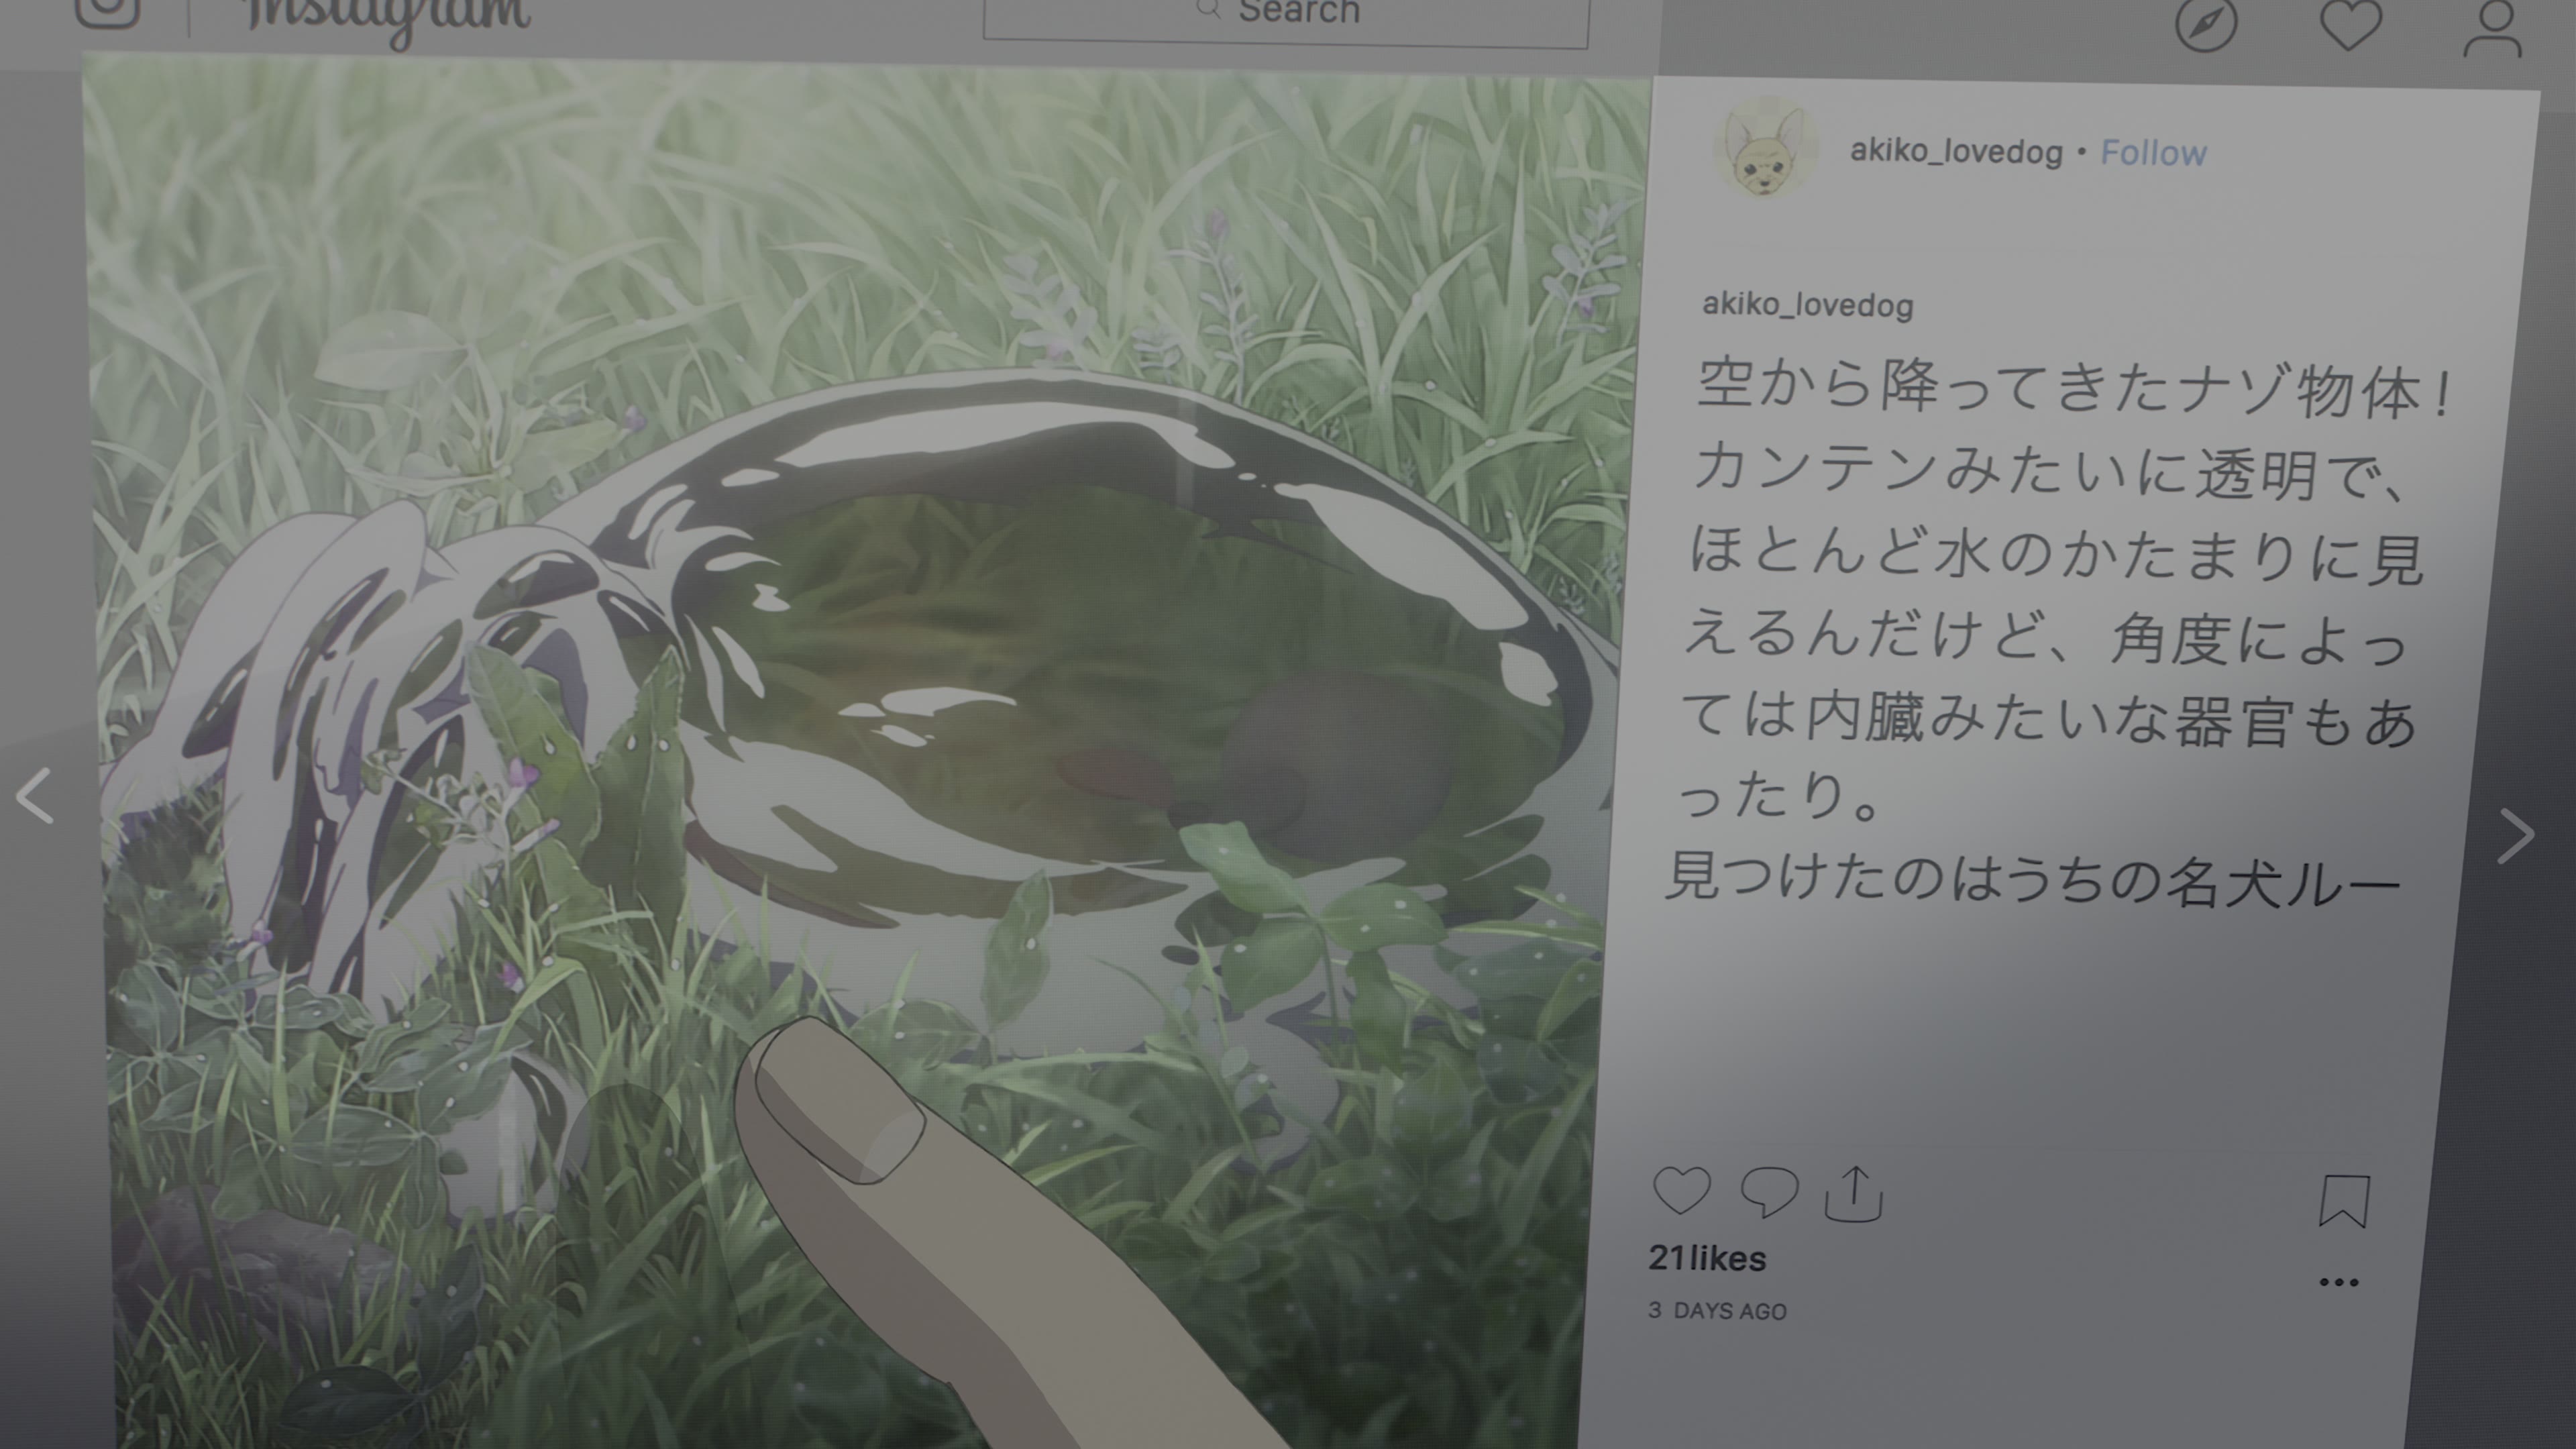 Instagram
Search
akiko_lovedog • Follow
akiko_lovedog
空から降ってきたナゾ物体！
カンテンみたいに透明で、
ほとんど水のかたまりに見
えるんだけど、角度によっ
ては内臓みたいな器官もあ
ったり。
見つけたのはうちの名犬ルー
21likes
3 DAYS AGO